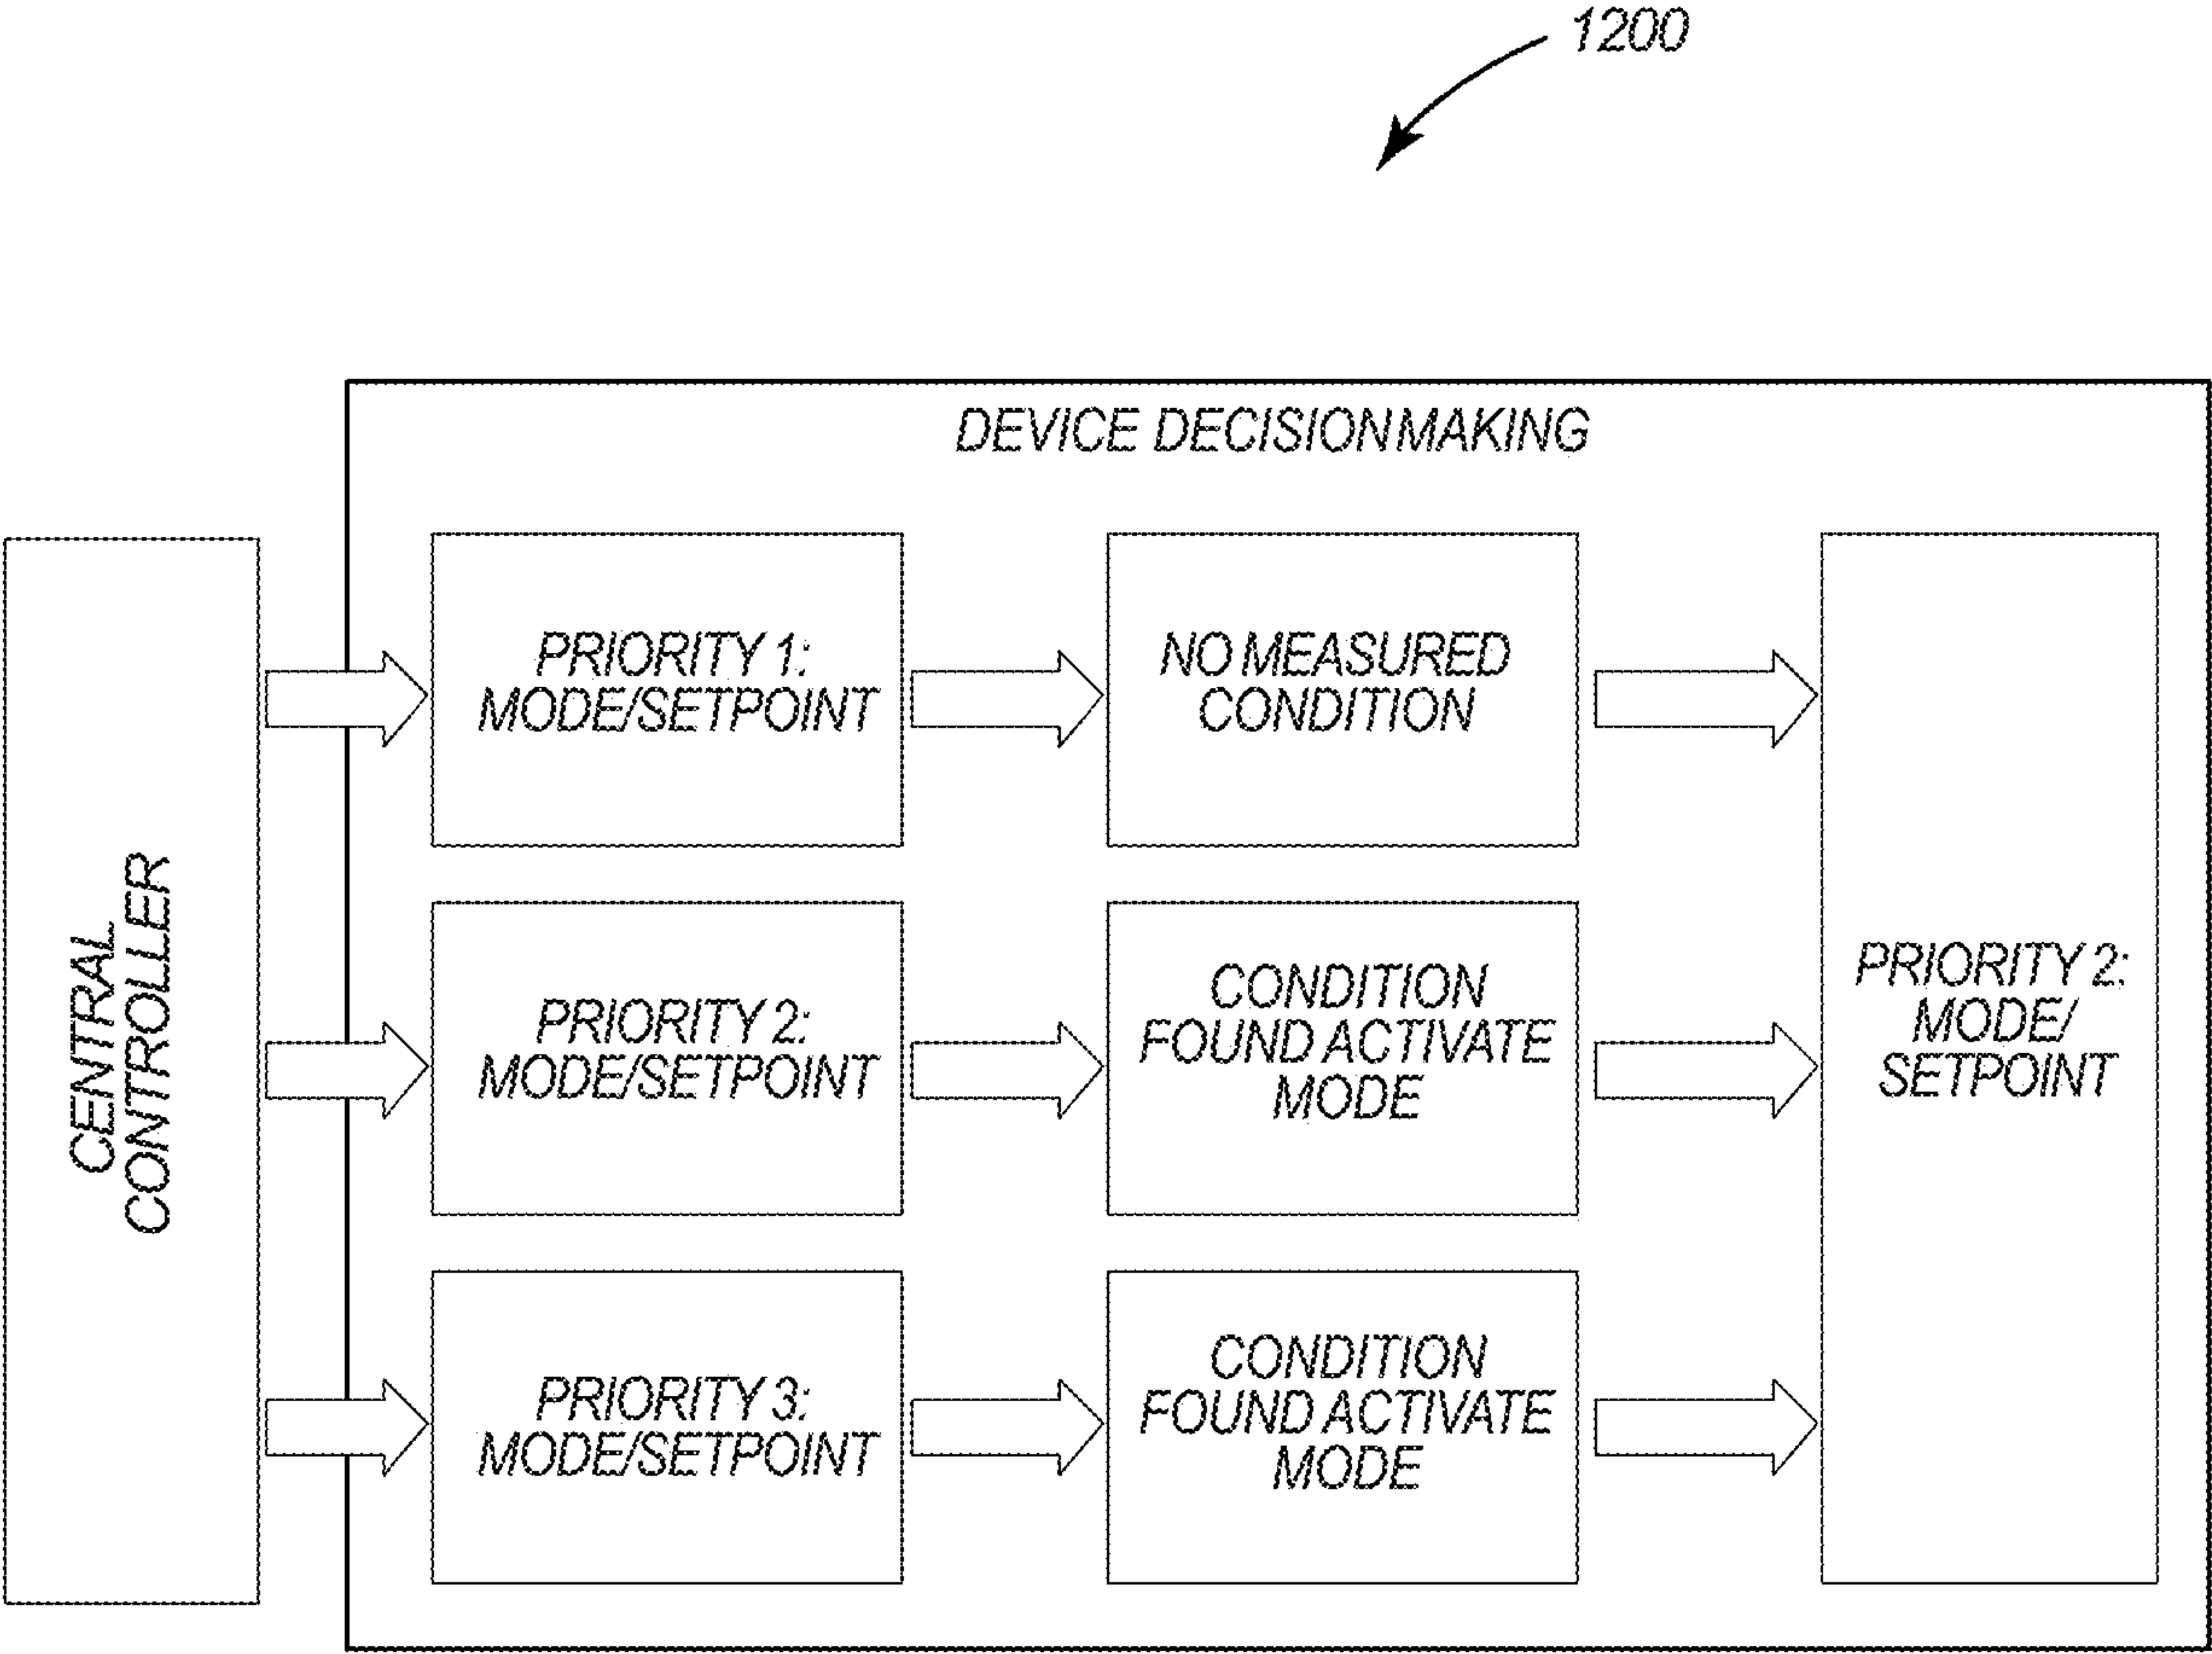 1200
DEVICE DECISION MAKING
CENTRAL
CONTROLLER
PRIORITY 1:
MODE/SETPOINT
NO MEASURED
CONDITION
PRIORITY 2:
MODE/SETPOINT
CONDITION
FOUND ACTIVATE
MODE
PRIORITY 3:
MODE/SETPOINT
CONDITION
FOUND ACTIVATE
MODE
PRIORITY 2:
MODE/
SETPOINT